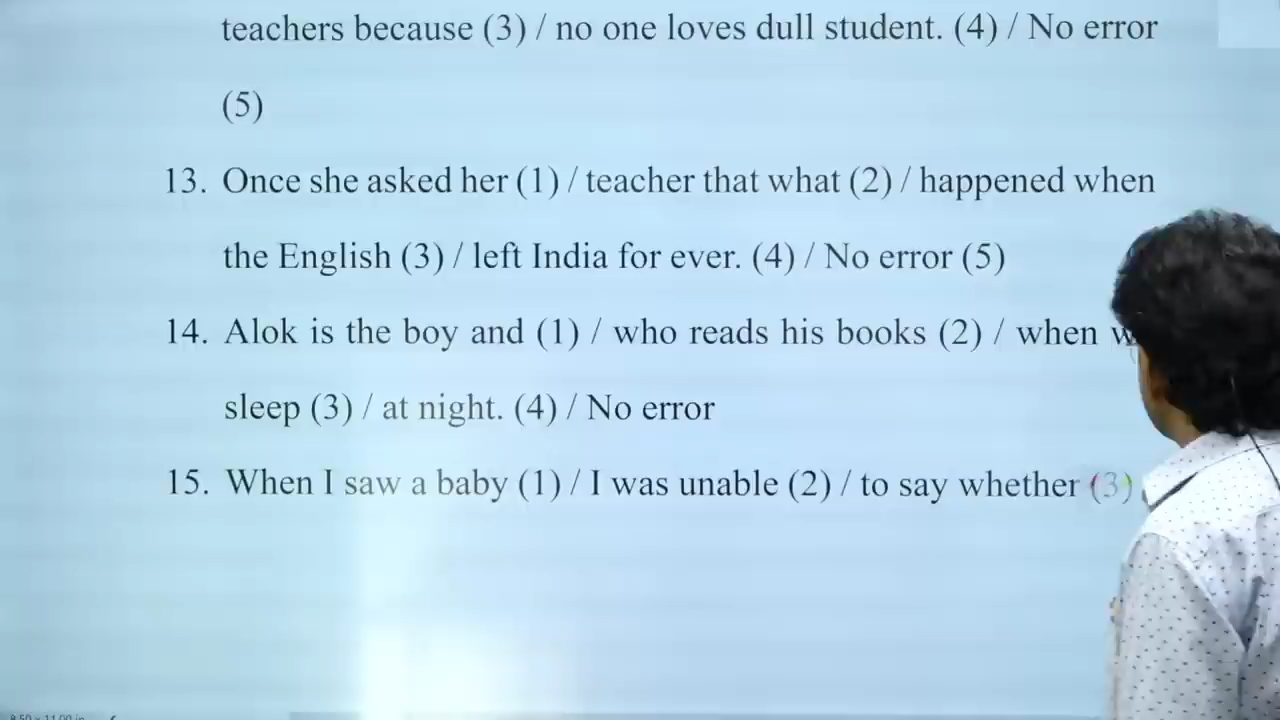 teachers because (3) / no one loves dull student. (4) / No error
(5)
13. Once she asked her (1) / teacher that what (2) / happened when
the English (3) / left India for ever. (4) / No error (5)
14. Alok is the boy and (1) / who reads his books (2) / when
sleep (3) / at night. (4) / No error
15. When I saw a baby (1) / I was unable (2) / to say whether (3)